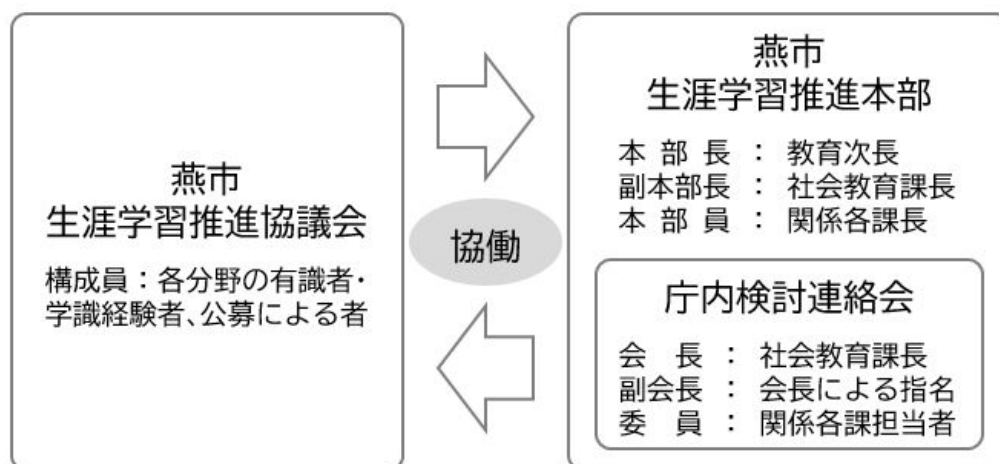 燕市
生涯学習推進協議会
構成員：各分野の有識者・
学識経験者、公募による者
協働
燕市
生涯学習推進本部
本部長：教育次長
副本部長：社会教育課長
本部員：関係各課長
庁内検討連絡会
会長：社会教育課長
副会長：会長による指名
委員：関係各課担当者